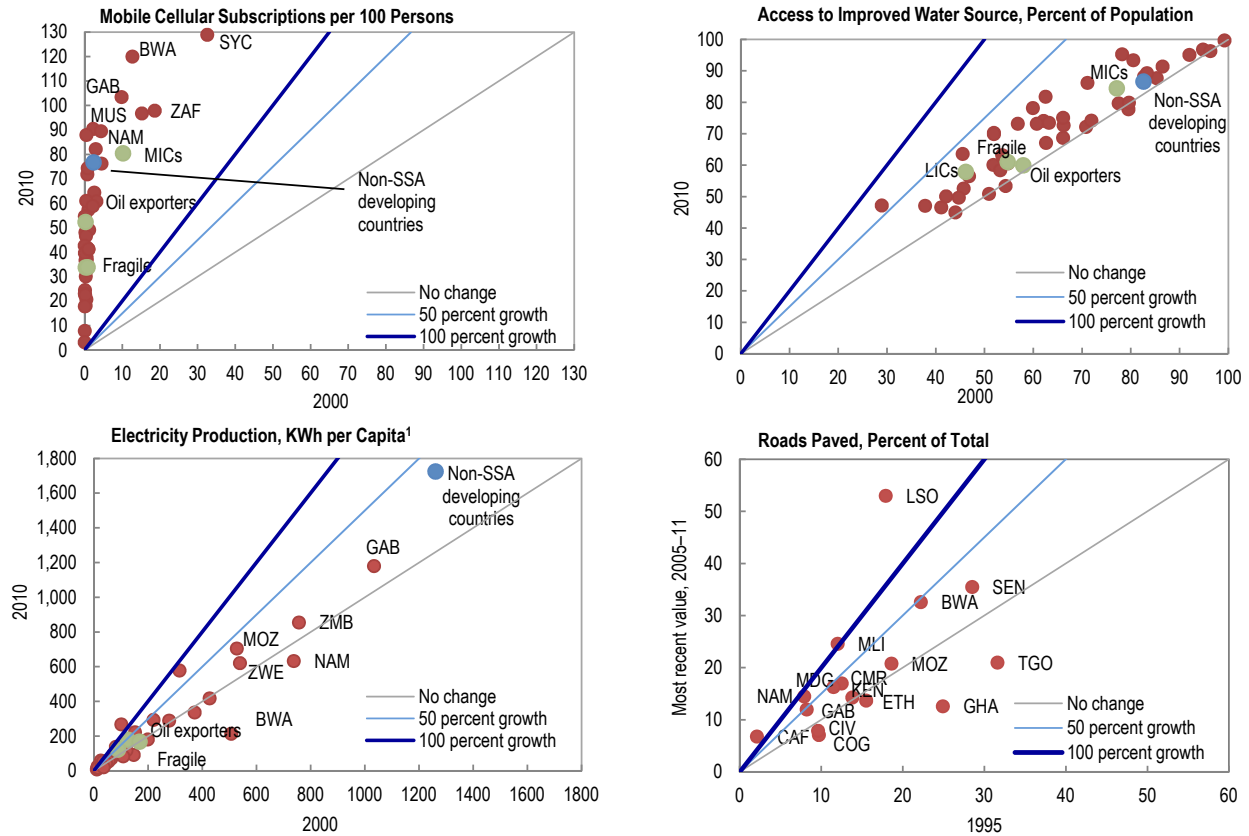 Mobile Cellular Subscriptions per 100 Persons
130
120
110
100
90
80
70
60
50
40
30
20
10
0
2010
SYC
BWA
GAB
ZAF
MUS
NAM
MICs
Non-SSA
developing
countries
Oil exporters
Fragile
No change
50 percent growth
100 percent growth
0 10 20 30 40 50 60 70 80 90 100 110 120 130
2000
Access to Improved Water Source, Percent of Population
100
90
80
70
60
50
40
30
20
10
0
2010
MICs
Non-SSA
developing
countries
Fragile
LICs
Oil exporters
No change
50 percent growth
100 percent growth
0 10 20 30 40 50 60 70 80 90 100
2000
Electricity Production, KWh per Capita¹
1,800
1,600
1,400
1,200
1,000
800
600
400
200
0
2010
Non-SSA
developing
countries
GAB
ZMB
MOZ
ZWE
NAM
BWA
Oil exporters
Fragile
No change
50 percent growth
100 percent growth
0 200 400 600 800 1000 1200 1400 1600 1800
2000
Roads Paved, Percent of Total
60
50
40
30
20
10
0
Most recent value, 2005–11
LSO
SEN
BWA
MLI
MOZ
TGO
MDG
CMR
NAM
KEN
ETH
GHA
GAB
CIV
CAF
COG
No change
50 percent growth
100 percent growth
0 10 20 30 40 50 60
1995